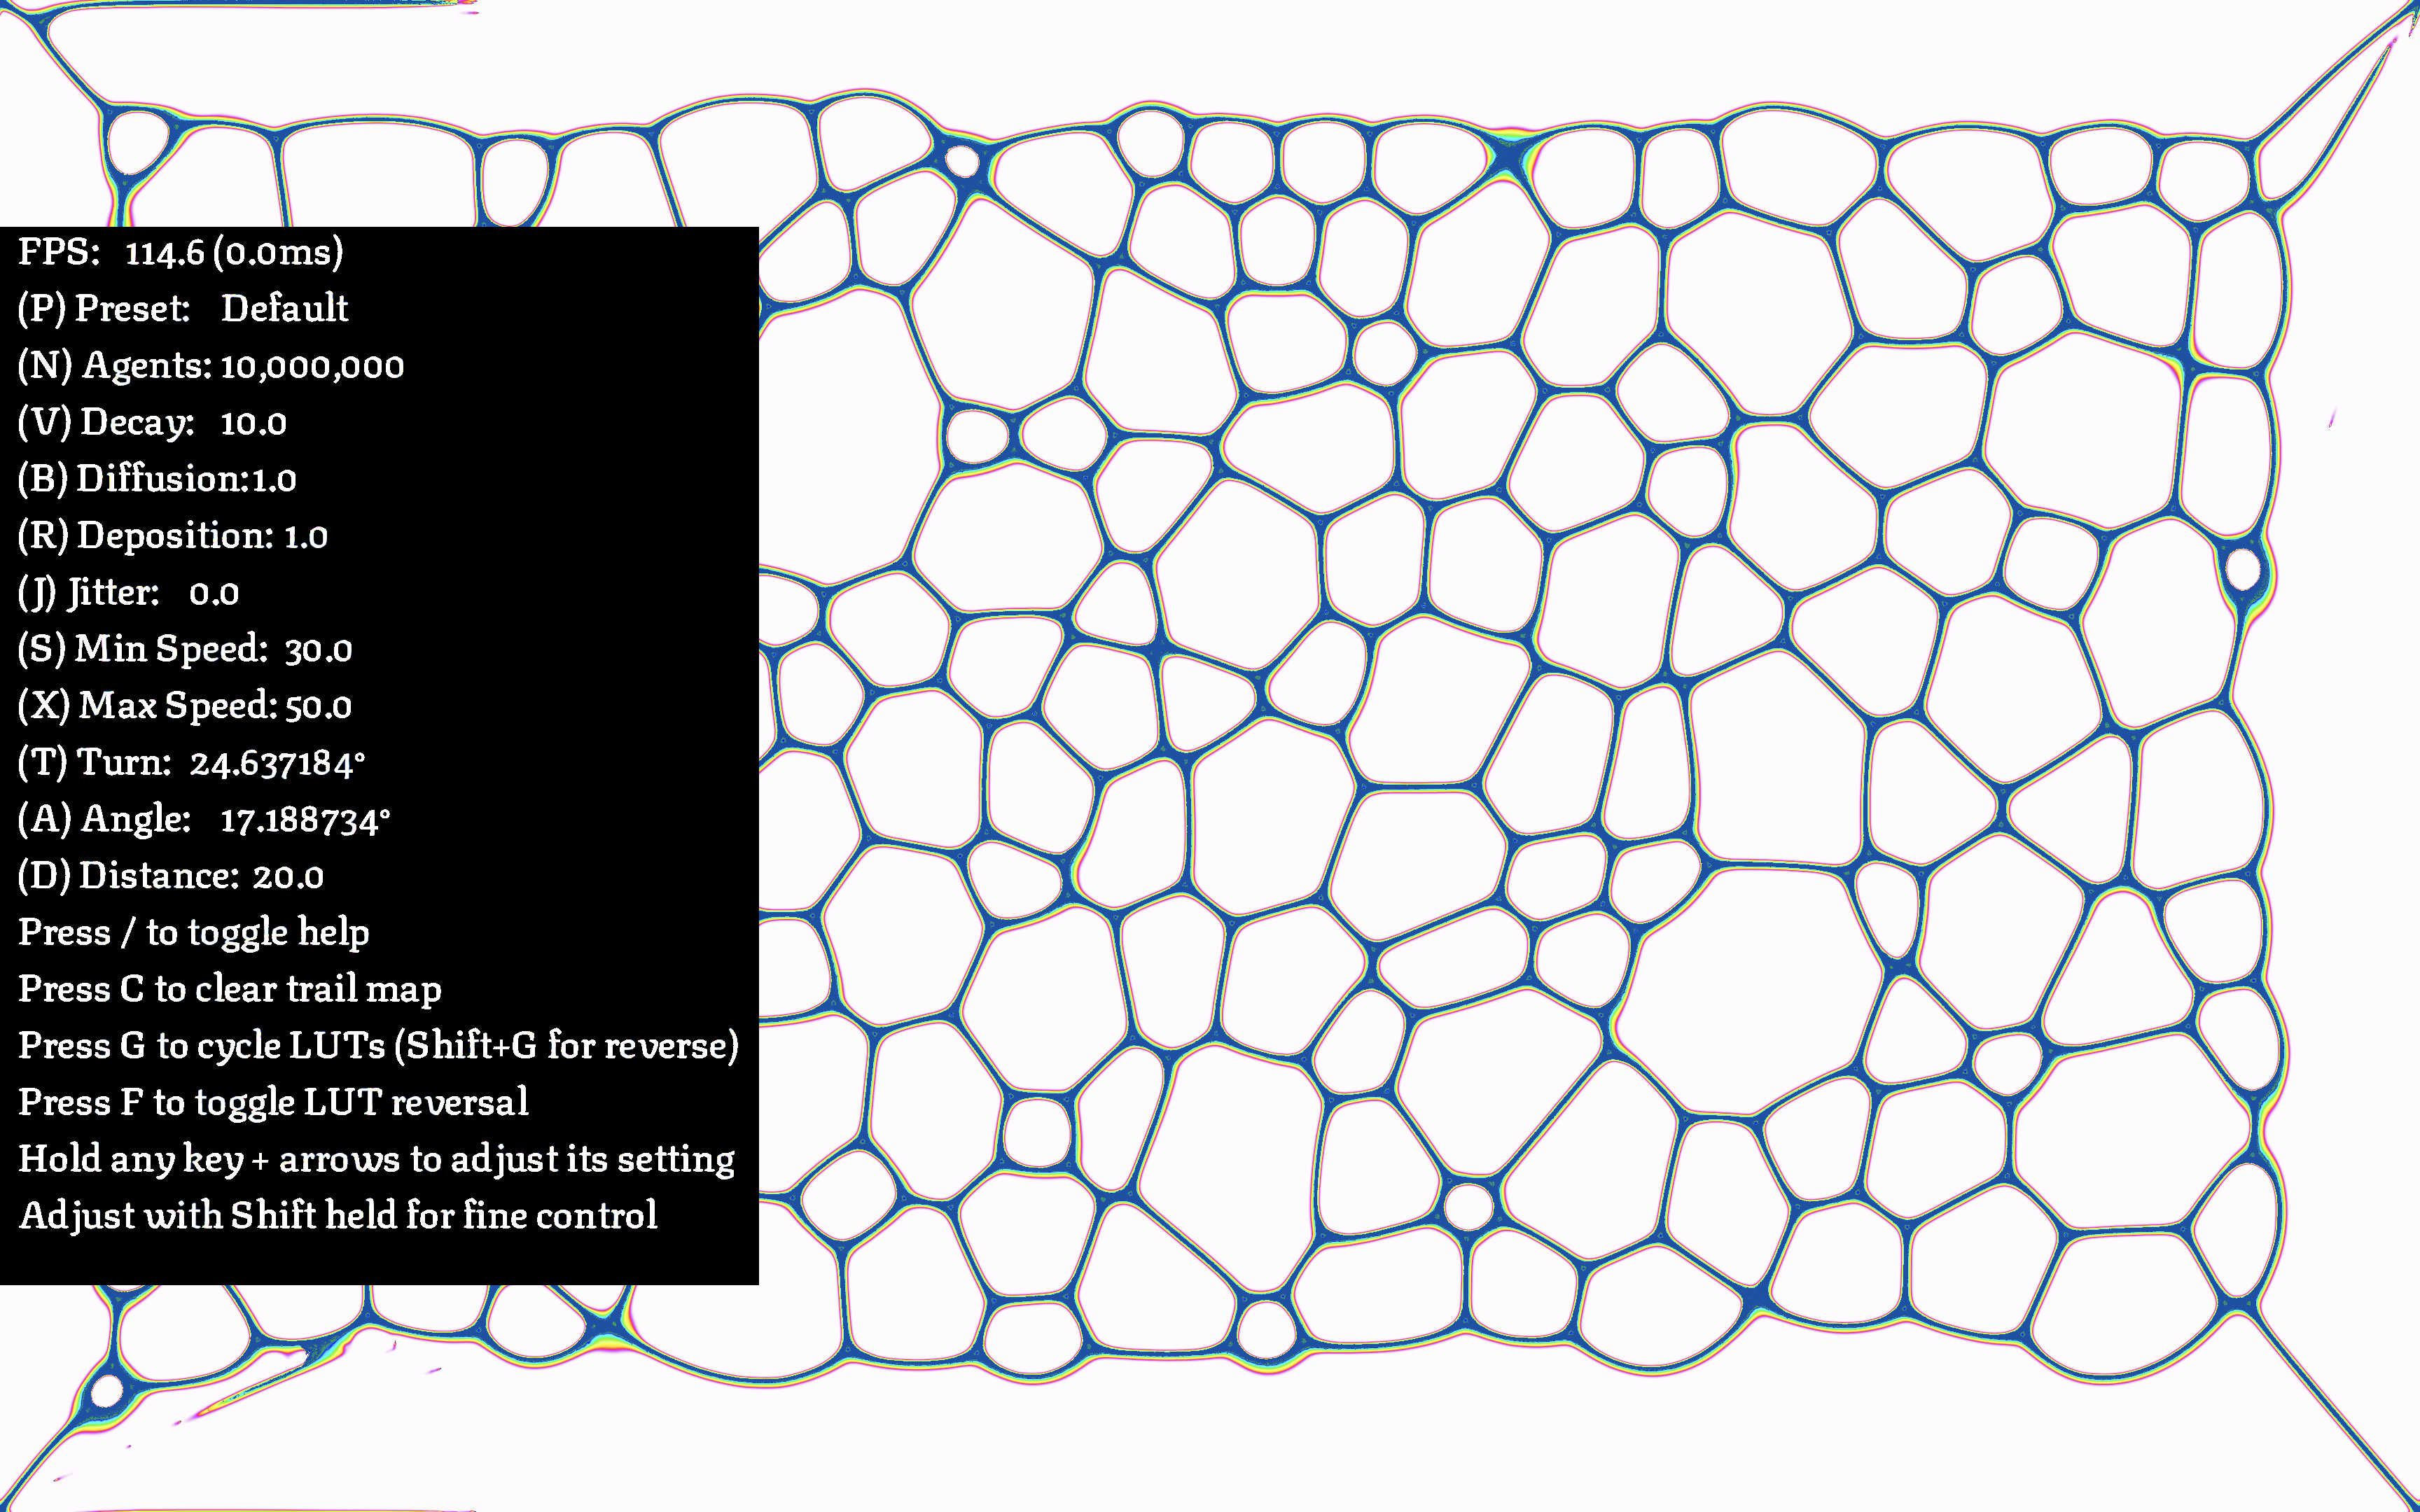 FPS: 114.6 (0.0ms)
(P) Preset: Default
(N) Agents: 10,000,000
(V) Decay: 10.0
(B) Diffusion:1.0
(R) Deposition: 1.0
(J) Jitter: 0.0
(S) Min Speed: 30.0
(X) Max Speed: 50.0
(T) Turn: 24.637184°
(A) Angle: 17.188734°
(D) Distance: 20.0
Press / to toggle help
Press C to clear trail map
Press G to cycle LUTs (Shift+G for reverse)
Press F to toggle LUT reversal
Hold any key + arrows to adjust its setting
Adjust with Shift held for fine control